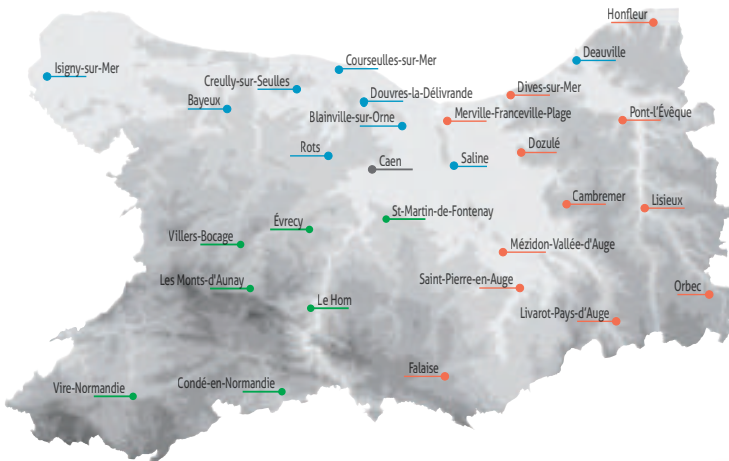 Honfleur
Deauville
Courseulles-sur-Mer
Isigny-sur-Mer
Creully-sur-Seulles
Dives-sur-Mer
Douvres-la-Délivrande
Bayeux
Merville-Franceville-Plage
Pont-l'Évêque
Blainville-sur-Orne
Rots
Dozulé
Caen
Saline
Cambremer
Lisieux
St-Martin-de-Fontenay
Évrecy
Villers-Bocage
Mézidon-Vallée-d'Auge
Les Monts-d'Aunay
Saint-Pierre-en-Auge
Orbec
Le Hom
Livarot-Pays-d'Auge
Falaise
Vire-Normandie
Condé-en-Normandie